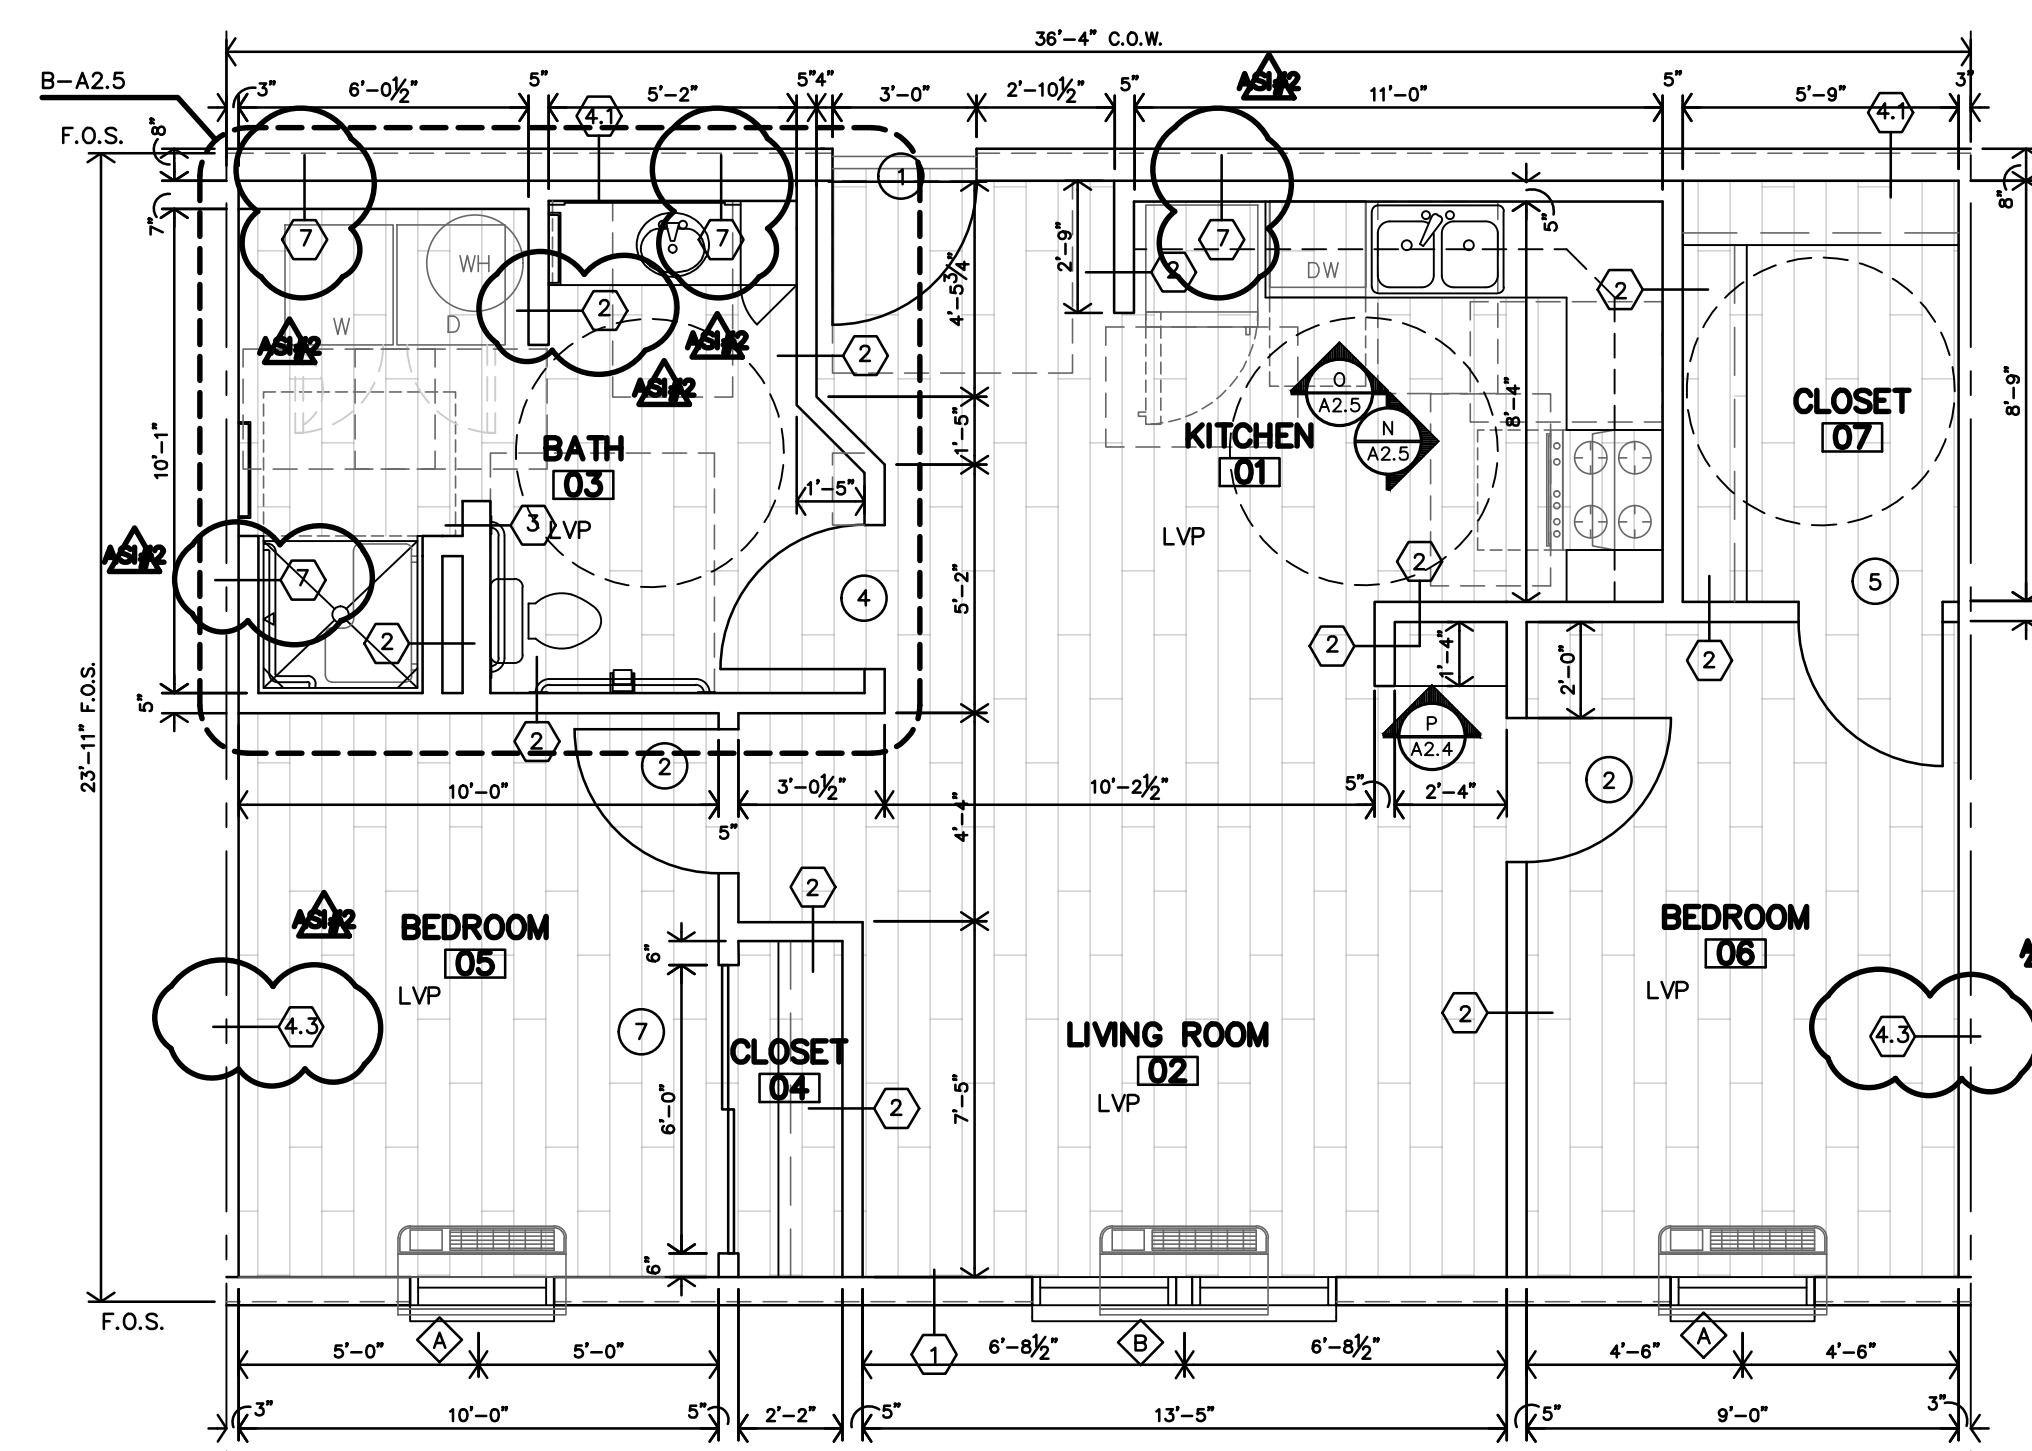 36'-4" C.O.W.
B-A2.5
3"
6'-0½"
5"
5'-2"
5"
4"
3'-0"
2'-10½"
5"
11'-0"
5"
5'-9"
3"
ASI#2
F.O.S.
8"
4.1
4.1
1
7"
7
7
7
2
5"
8"
WH
DW
2'-9"
2
4'-5¾"
2
W
D
2
ASI#2
ASI#2
ASI#2
O
A2.5
N
A2.5
8'-4"
CLOSET
07
8'-9"
BATH
03
KITCHEN
01
10'-1"
1'-5"
1'-5"
3
LVP
LVP
ASI#2
7
2
4
5'-2"
2
5
2
1'-4"
2'-0"
2
23'-11" F.O.S.
5"
2
2
P
A2.4
2
10'-0"
5"
3'-0½"
10'-2½"
5"
2'-4"
4'-4"
2
ASI#2
BEDROOM
05
LVP
6"
BEDROOM
06
LVP
4.3
7
CLOSET
04
2
LIVING ROOM
02
LVP
2
4.3
6'-0"
7'-5"
6"
F.O.S.
5'-0"
A
5'-0"
1
6'-8½"
B
6'-8½"
4'-6"
A
4'-6"
3"
10'-0"
5"
2'-2"
5"
13'-5"
5"
9'-0"
3"